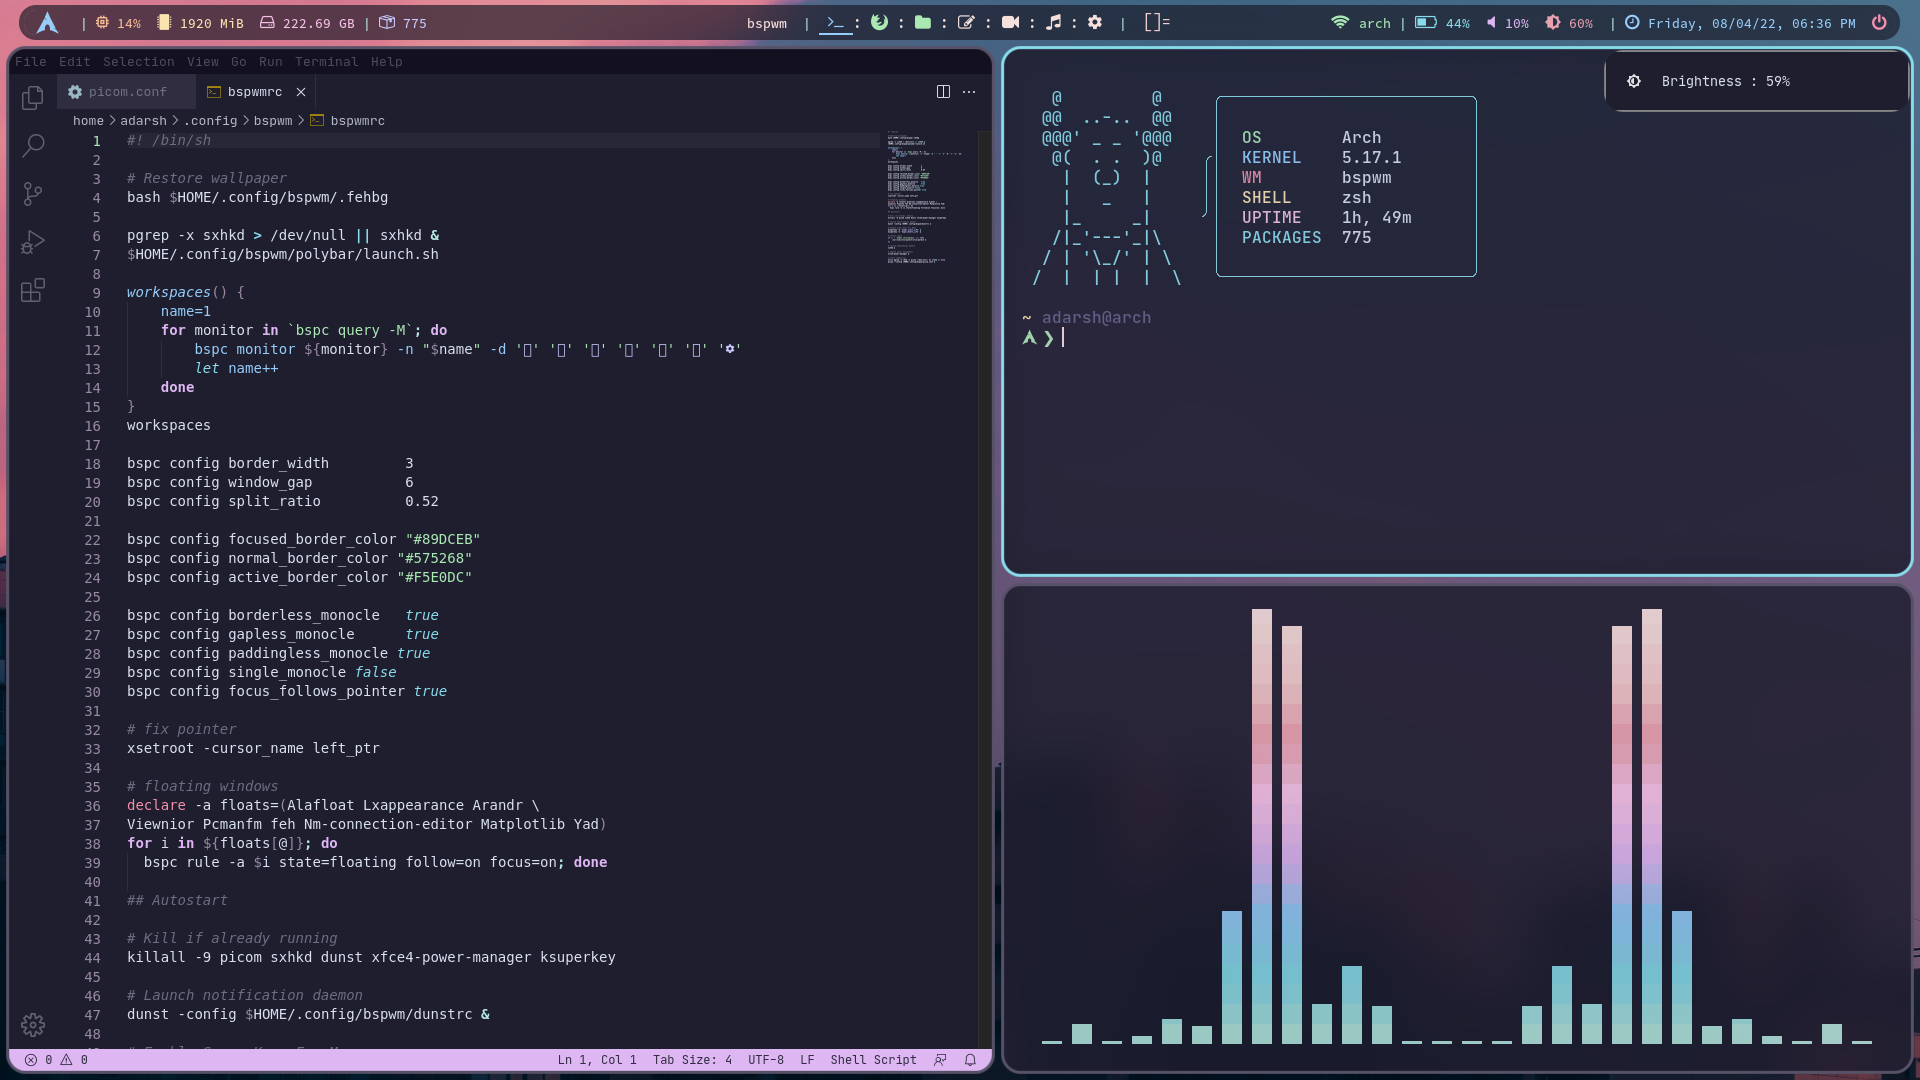 | 14% 1920 MiB 222.69 GB | 775
bspwm | : : : : : : | []=
arch | 44% 10% 60% | Friday, 08/04/22, 06:36 PM
File Edit Selection View Go Run Terminal Help
picom.conf bspwmrc
home > adarsh > .config > bspwm > bspwmrc
1 #! /bin/sh
2
3 # Restore wallpaper
4 bash $HOME/.config/bspwm/.fehbg
5
6 pgrep -x sxhkd > /dev/null || sxhkd &
7 $HOME/.config/bspwm/polybar/launch.sh
8
9 workspaces() {
10 name=1
11 for monitor in `bspc query -M`; do
12 bspc monitor ${monitor} -n "$name" -d '' '' '' '' '' '' ''
13 let name++
14 done
15 }
16 workspaces
17
18 bspc config border_width 3
19 bspc config window_gap 6
20 bspc config split_ratio 0.52
21
22 bspc config focused_border_color "#89DCEB"
23 bspc config normal_border_color "#575268"
24 bspc config active_border_color "#F5E0DC"
25
26 bspc config borderless_monocle true
27 bspc config gapless_monocle true
28 bspc config paddingless_monocle true
29 bspc config single_monocle false
30 bspc config focus_follows_pointer true
31
32 # fix pointer
33 xsetroot -cursor_name left_ptr
34
35 # floating windows
36 declare -a floats=(Alafloat Lxappearance Arandr \
37 Viewnior Pcmanfm feh Nm-connection-editor Matplotlib Yad)
38 for i in ${floats[@]}; do
39 bspc rule -a $i state=floating follow=on focus=on; done
40
41 ## Autostart
42
43 # Kill if already running
44 killall -9 picom sxhkd dunst xfce4-power-manager ksuperkey
45
46 # Launch notification daemon
47 dunst -config $HOME/.config/bspwm/dunstrc &
48
0 0 Ln 1, Col 1 Tab Size: 4 UTF-8 LF Shell Script
Brightness : 59%
OS Arch
KERNEL 5.17.1
WM bspwm
SHELL zsh
UPTIME 1h, 49m
PACKAGES 775
~ adarsh@arch
❯